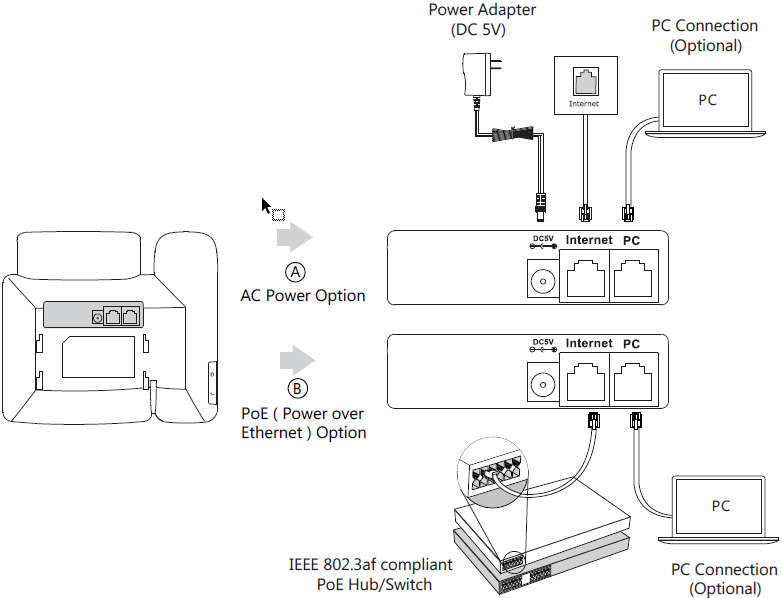 Power Adapter
(DC 5V)
PC Connection
(Optional)
Internet
PC
DC5V
Internet
PC
A
AC Power Option
DC5V
Internet
PC
B
PoE ( Power over
Ethernet ) Option
PC
IEEE 802.3af compliant
PoE Hub/Switch
PC Connection
(Optional)